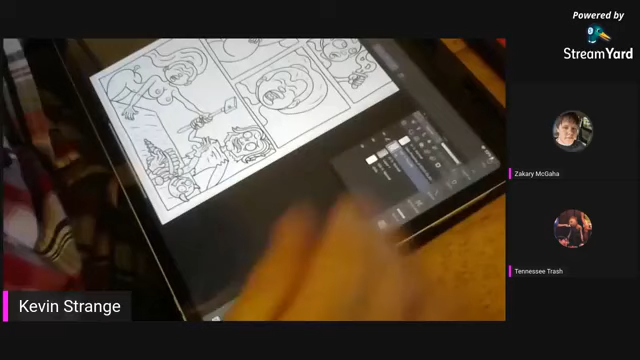 Powered by
StreamYard
Zakary McGaha
Tennessee Trash
Kevin Strange